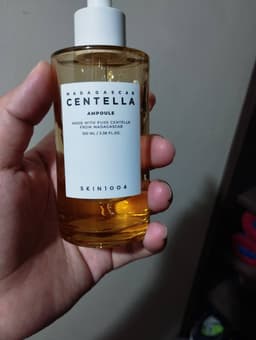 MADAGASCAR
CENTELLA
AMPOULE
MADE WITH PURE CENTELLA
FROM MADAGASCAR
100 ML / 3.38 FL.OZ.
SKIN1004